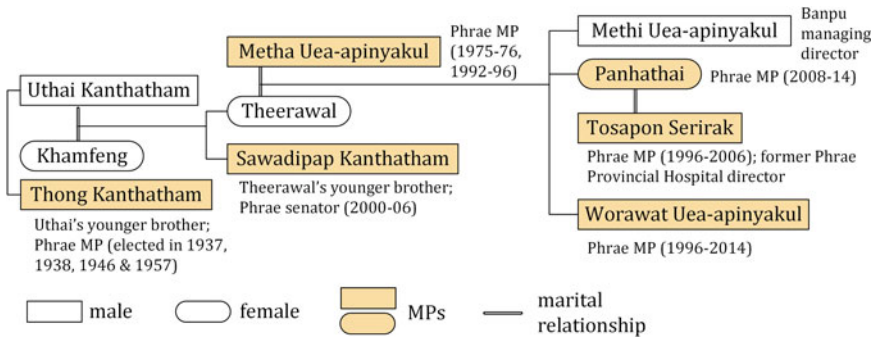 Uthai Kanthatham
Khamfeng
Thong Kanthatham
Uthai's younger brother;
Phrae MP (elected in 1937,
1938, 1946 & 1957)
Metha Uea-apinyakul
Phrae MP
(1975-76,
1992-96)
Theerawal
Sawadipap Kanthatham
Theerawal's younger brother;
Phrae senator (2000-06)
Methi Uea-apinyakul
Banpu
managing
director
Panhathai
Phrae MP (2008-14)
Tosapon Serirak
Phrae MP (1996-2006); former Phrae
Provincial Hospital director
Worawat Uea-apinyakul
Phrae MP (1996-2014)
male
female
MPs
marital
relationship